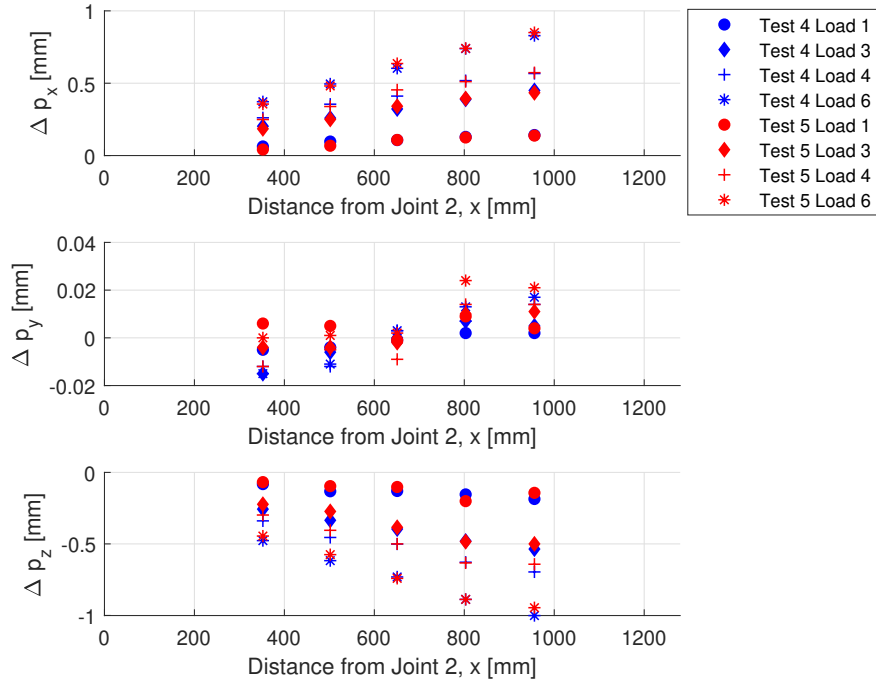 1
0.5
0
Δ p_x [mm]
0 200 400 600 800 1000 1200
Distance from Joint 2, x [mm]
Test 4 Load 1
Test 4 Load 3
Test 4 Load 4
Test 4 Load 6
Test 5 Load 1
Test 5 Load 3
Test 5 Load 4
Test 5 Load 6
0.04
0.02
0
-0.02
Δ p_y [mm]
0 200 400 600 800 1000 1200
Distance from Joint 2, x [mm]
0
-0.5
-1
Δ p_z [mm]
0 200 400 600 800 1000 1200
Distance from Joint 2, x [mm]